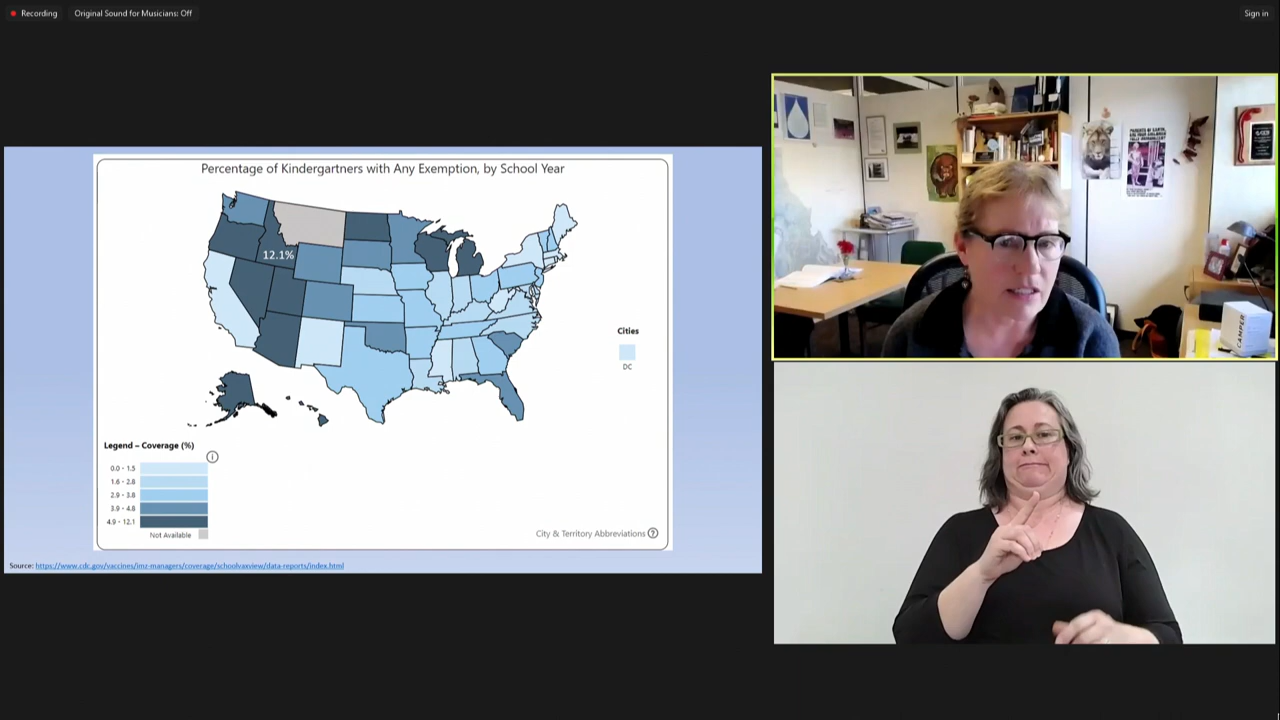 Recording
Original Sound for Musicians: Off
Sign in
Percentage of Kindergartners with Any Exemption, by School Year
12.1%
Cities
DC
Legend – Coverage (%)
0.0 - 1.5
1.6 - 2.8
2.9 - 3.8
3.9 - 4.8
4.9 - 12.1
Not Available
City & Territory Abbreviations
Source: https://www.cdc.gov/vaccines/imz-managers/coverage/schoolvaxview/data-reports/index.html
CAMPER